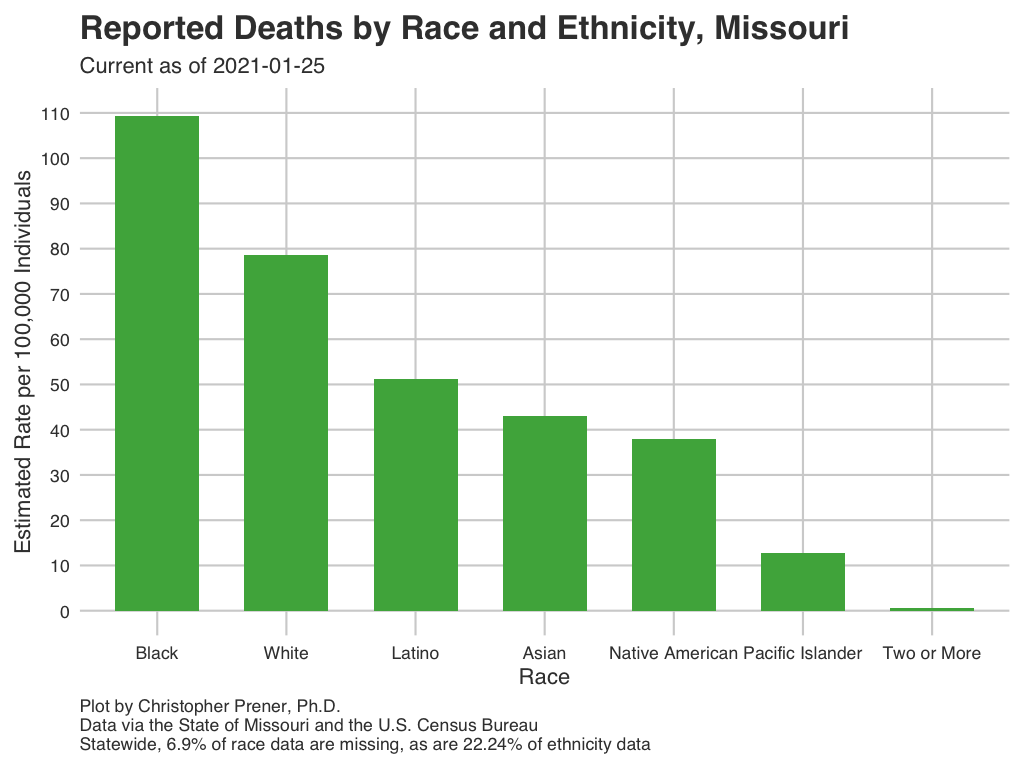 Reported Deaths by Race and Ethnicity, Missouri
Current as of 2021-01-25
Estimated Rate per 100,000 Individuals
110
100
90
80
70
60
50
40
30
20
10
0
Black White Latino Asian Native American Pacific Islander Two or More
Race
Plot by Christopher Prener, Ph.D.
Data via the State of Missouri and the U.S. Census Bureau
Statewide, 6.9% of race data are missing, as are 22.24% of ethnicity data